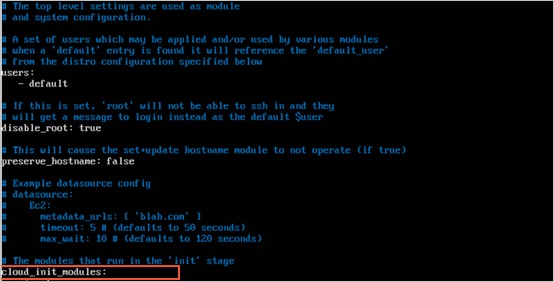 # The top level settings are used as module
# and system configuration.
# A set of users which may be applied and/or used by various modules
# when a 'default' entry is found it will reference the 'default_user'
# from the distro configuration specified below
users:
- default
# If this is set, 'root' will not be able to ssh in and they
# will get a message to login instead as the default $user
disable_root: true
# This will cause the set+update hostname module to not operate (if true)
preserve_hostname: false
# Example datasource config
# datasource:
# Ec2:
# metadata_urls: [ 'blah.com' ]
# timeout: 5 # (defaults to 50 seconds)
# max_wait: 10 # (defaults to 120 seconds)
# The modules that run in the 'init' stage
cloud_init_modules: